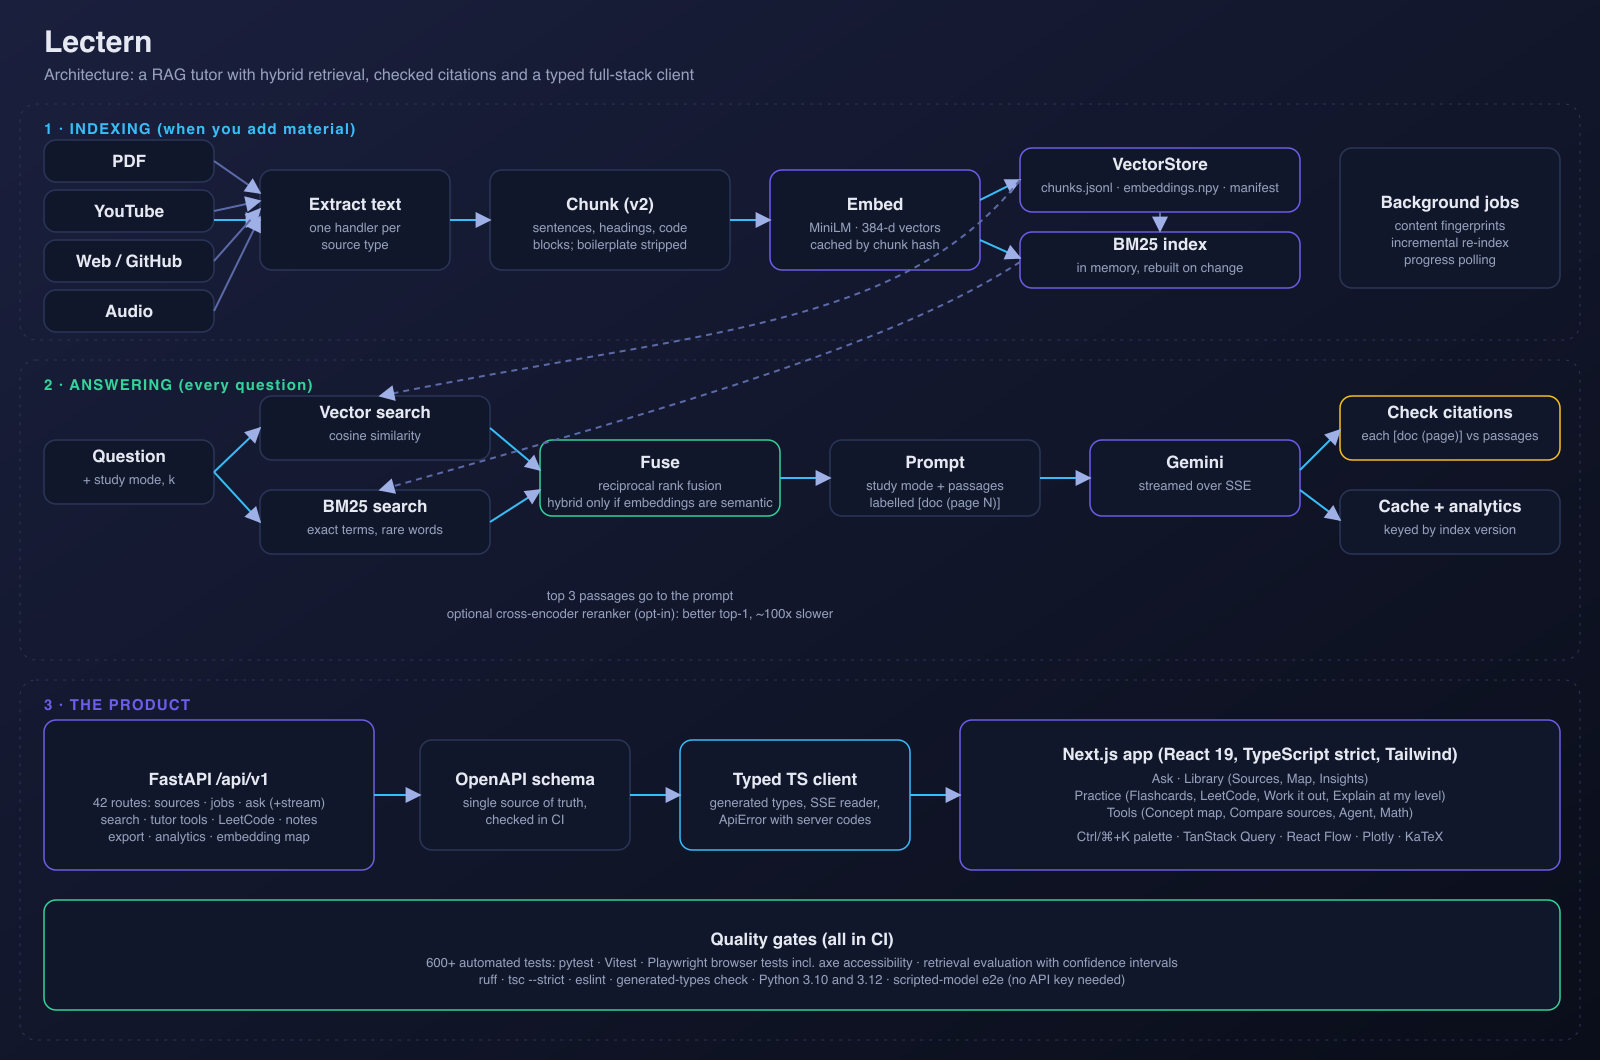 Lectern
Architecture: a RAG tutor with hybrid retrieval, checked citations and a typed full-stack client
1 · INDEXING (when you add material)
PDF
YouTube
Web / GitHub
Audio
Extract text
one handler per
source type
Chunk (v2)
sentences, headings, code
blocks; boilerplate stripped
Embed
MiniLM · 384-d vectors
cached by chunk hash
VectorStore
chunks.jsonl · embeddings.npy · manifest
BM25 index
in memory, rebuilt on change
Background jobs
content fingerprints
incremental re-index
progress polling
2 · ANSWERING (every question)
Question
+ study mode, k
Vector search
cosine similarity
BM25 search
exact terms, rare words
Fuse
reciprocal rank fusion
hybrid only if embeddings are semantic
Prompt
study mode + passages
labelled [doc (page N)]
Gemini
streamed over SSE
Check citations
each [doc (page)] vs passages
Cache + analytics
keyed by index version
top 3 passages go to the prompt
optional cross-encoder reranker (opt-in): better top-1, ~100x slower
3 · THE PRODUCT
FastAPI /api/v1
42 routes: sources · jobs · ask (+stream)
search · tutor tools · LeetCode · notes
export · analytics · embedding map
OpenAPI schema
single source of truth,
checked in CI
Typed TS client
generated types, SSE reader,
ApiError with server codes
Next.js app (React 19, TypeScript strict, Tailwind)
Ask · Library (Sources, Map, Insights)
Practice (Flashcards, LeetCode, Work it out, Explain at my level)
Tools (Concept map, Compare sources, Agent, Math)
Ctrl/⌘+K palette · TanStack Query · React Flow · Plotly · KaTeX
Quality gates (all in CI)
600+ automated tests: pytest · Vitest · Playwright browser tests incl. axe accessibility · retrieval evaluation with confidence intervals
ruff · tsc --strict · eslint · generated-types check · Python 3.10 and 3.12 · scripted-model e2e (no API key needed)